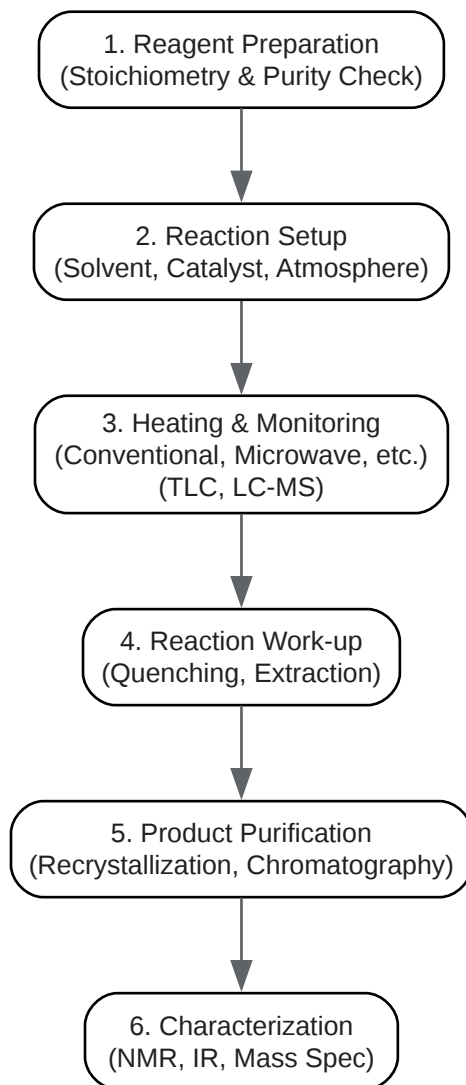 1. Reagent Preparation
(Stoichiometry & Purity Check)
2. Reaction Setup
(Solvent, Catalyst, Atmosphere)
3. Heating & Monitoring
(Conventional, Microwave, etc.)
(TLC, LC-MS)
4. Reaction Work-up
(Quenching, Extraction)
5. Product Purification
(Recrystallization, Chromatography)
6. Characterization
(NMR, IR, Mass Spec)